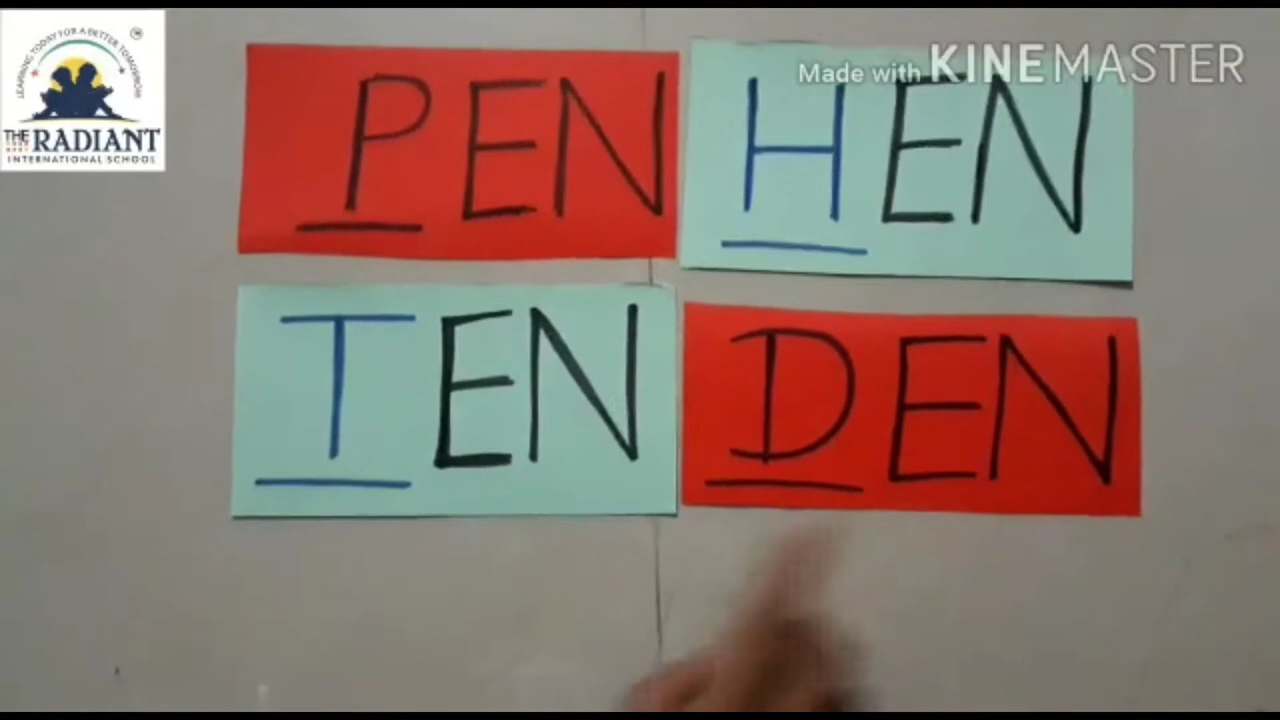 LEARNING TODAY FOR A BETTER TOMORROW
THE RADIANT
INTERNATIONAL SCHOOL
Made with KINEMASTER
PEN HEN
TEN DEN